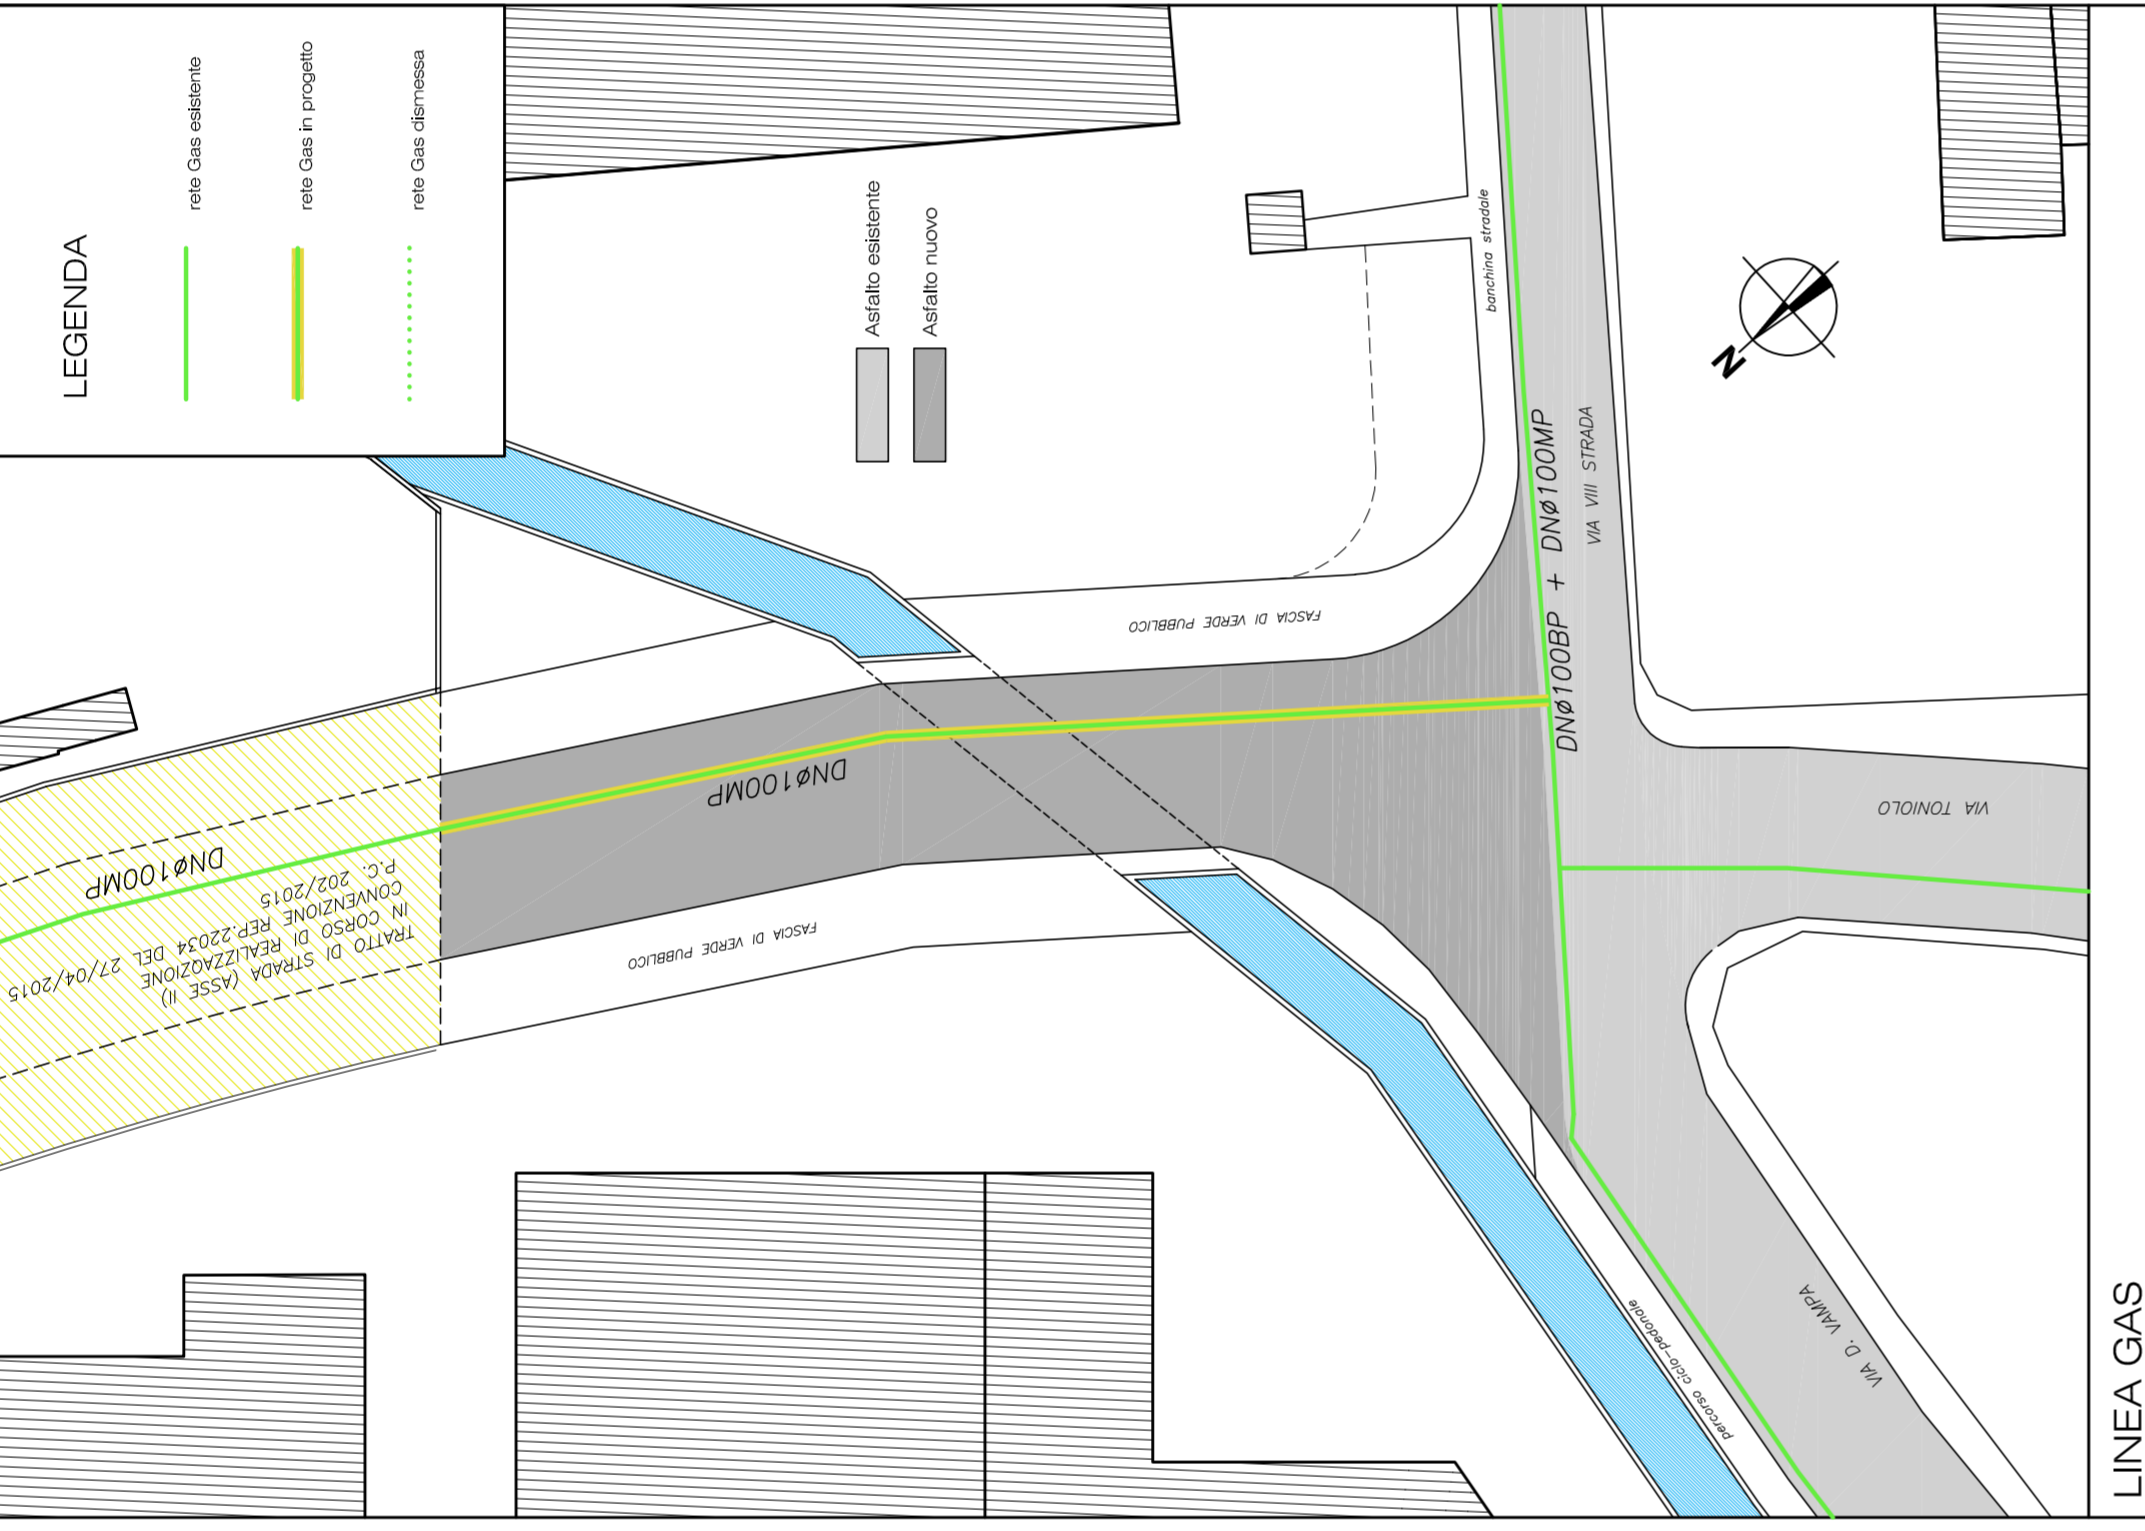 LEGENDA
rete Gas esistente
rete Gas in progetto
rete Gas dismessa
Asfalto esistente
Asfalto nuovo
banchina stradale
N
DNø100BP + DNø100MP
VIA VIII STRADA
FASCIA DI VERDE PUBBLICO
DNø100MP
DNø100MP
TRATTO DI STRADA (ASSE II)
IN CORSO DI REALIZZAQZIONE
CONVENZIONE REP.22034 DEL 27/04/2015
P.C. 202/2015
FASCIA DI VERDE PUBBLICO
VIA TONIOLO
VIA D. VAMPA
percorso ciclo-pedonale
LINEA GAS